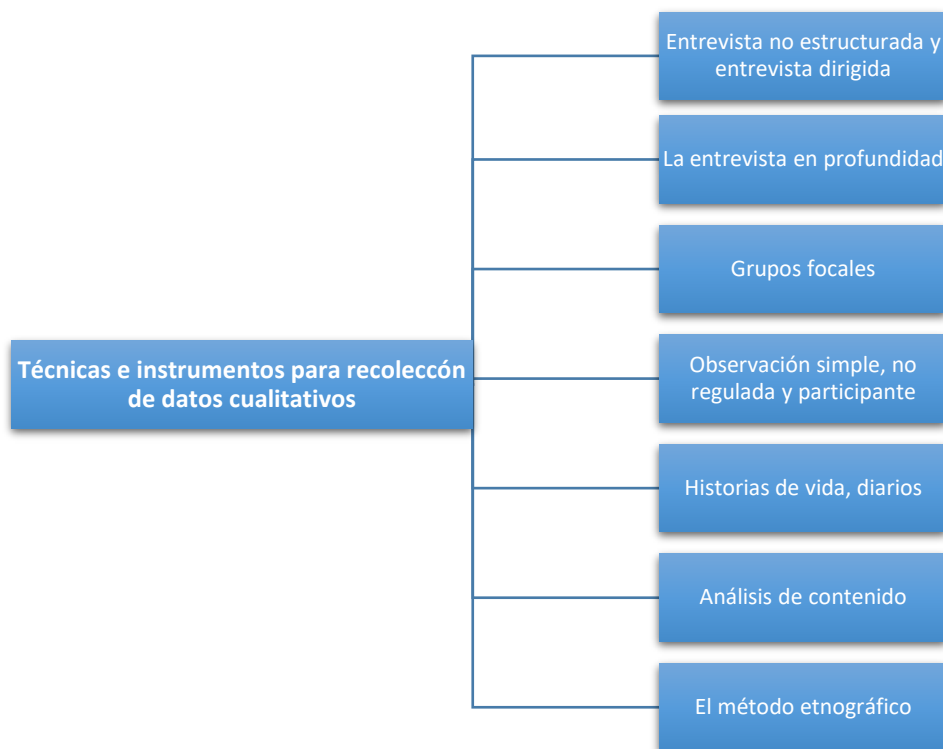 Entrevista no estructurada y
entrevista dirigida
La entrevista en profundidad
Grupos focales
Técnicas e instrumentos para recoleccón
de datos cualitativos
Observación simple, no
regulada y participante
Historias de vida, diarios
Análisis de contenido
El método etnográfico